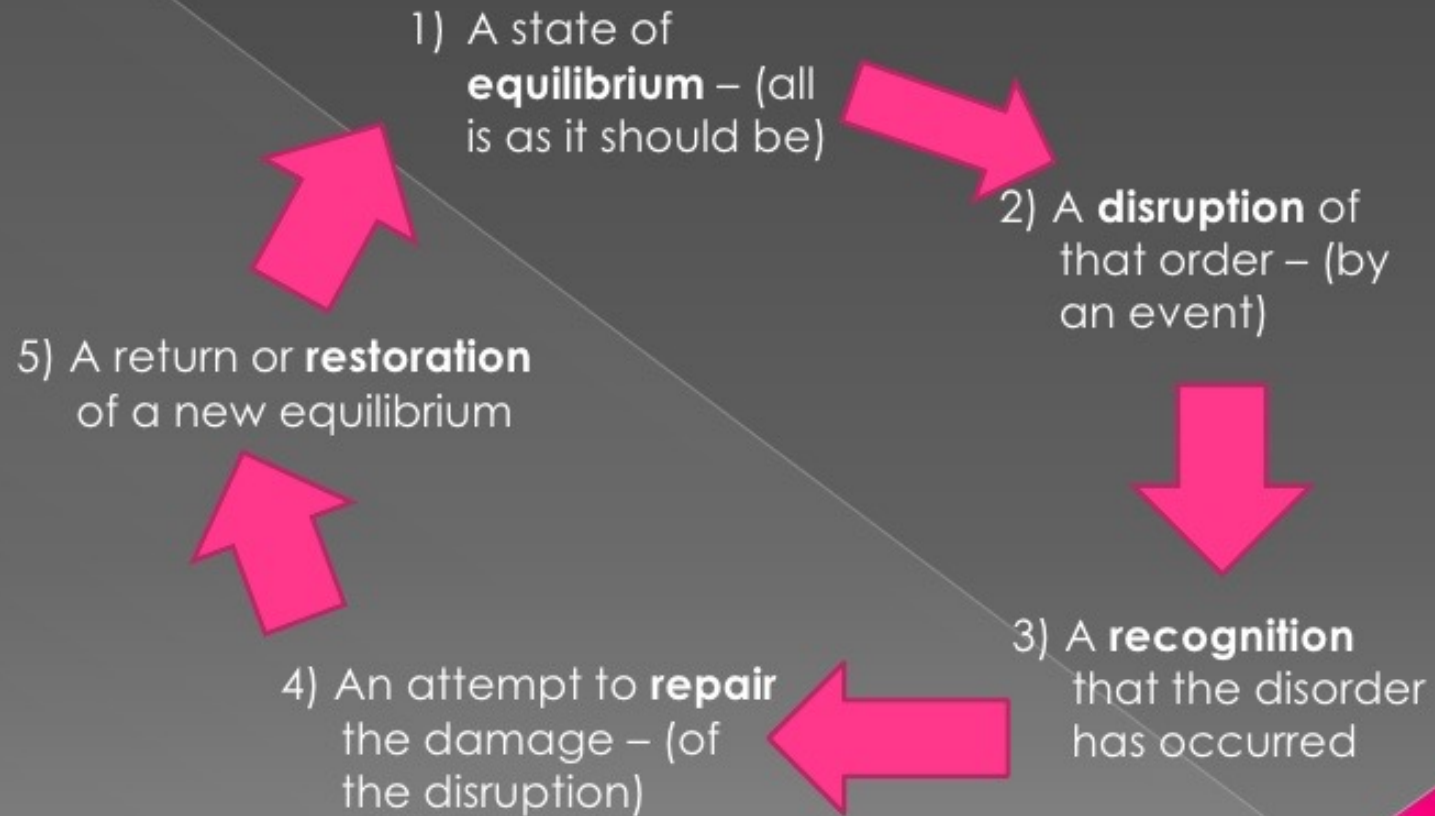 1) A state of
equilibrium – (all
is as it should be)
2) A disruption of
that order – (by
an event)
3) A recognition
that the disorder
has occurred
4) An attempt to repair
the damage – (of
the disruption)
5) A return or restoration
of a new equilibrium